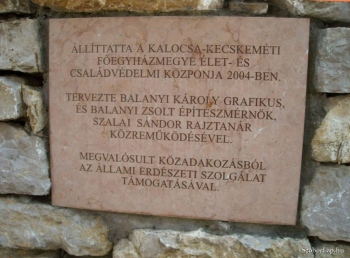 ÁLLÍTTATTA A KALOCSA-KECSKEMÉTI
FŐEGYHÁZMEGYE ÉLET- ÉS
CSALÁDVÉDELMI KÖZPONJA 2004-BEN.
TERVEZTE BALANYI KÁROLY GRAFIKUS,
ÉS BALANYI ZSOLT ÉPÍTÉSZMÉRNÖK,
SZALAI SÁNDOR RAJZTANÁR
KÖZREMŰKÖDÉSÉVEL.
MEGVALÓSULT KÖZADAKOZÁSBÓL
AZ ÁLLAMI ERDÉSZETI SZOLGÁLAT
TÁMOGATÁSÁVAL.